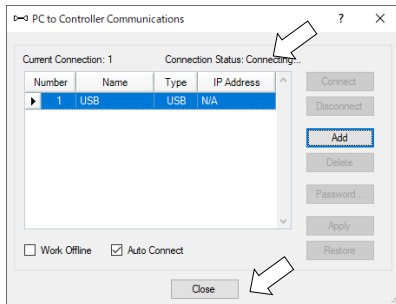 PC to Controller Communications
Current Connection: 1 Connection Status: Connecting...
Number Name Type IP Address
1 USB USB N/A
Connect
Disconnect
Add
Delete
Password...
Apply
Restore
Work Offline Auto Connect
Close